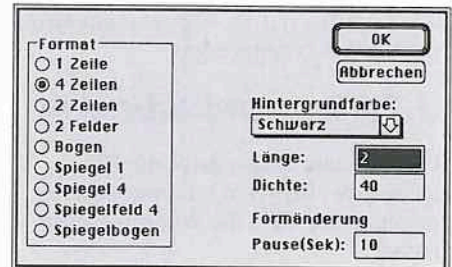 Format
1 Zeile
4 Zeilen
2 Zeilen
2 Felder
Bogen
Spiegel 1
Spiegel 4
Spiegelfeld 4
Spiegelbogen
OK
Abbrechen
Hintergrundfarbe:
Schwarz
Länge: 2
Dichte: 40
Formänderung
Pause(Sek): 10